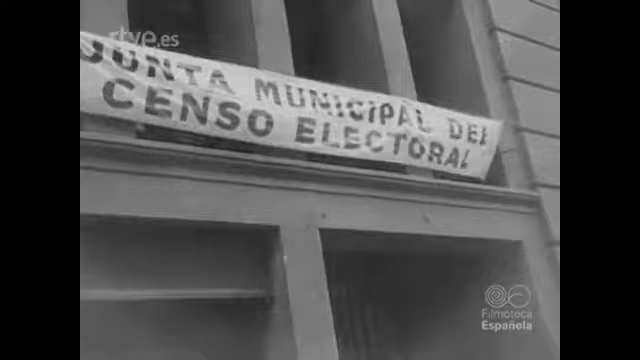 rtve.es
JUNTA MUNICIPAL DEL
CENSO ELECTORAL
Filmoteca
Española